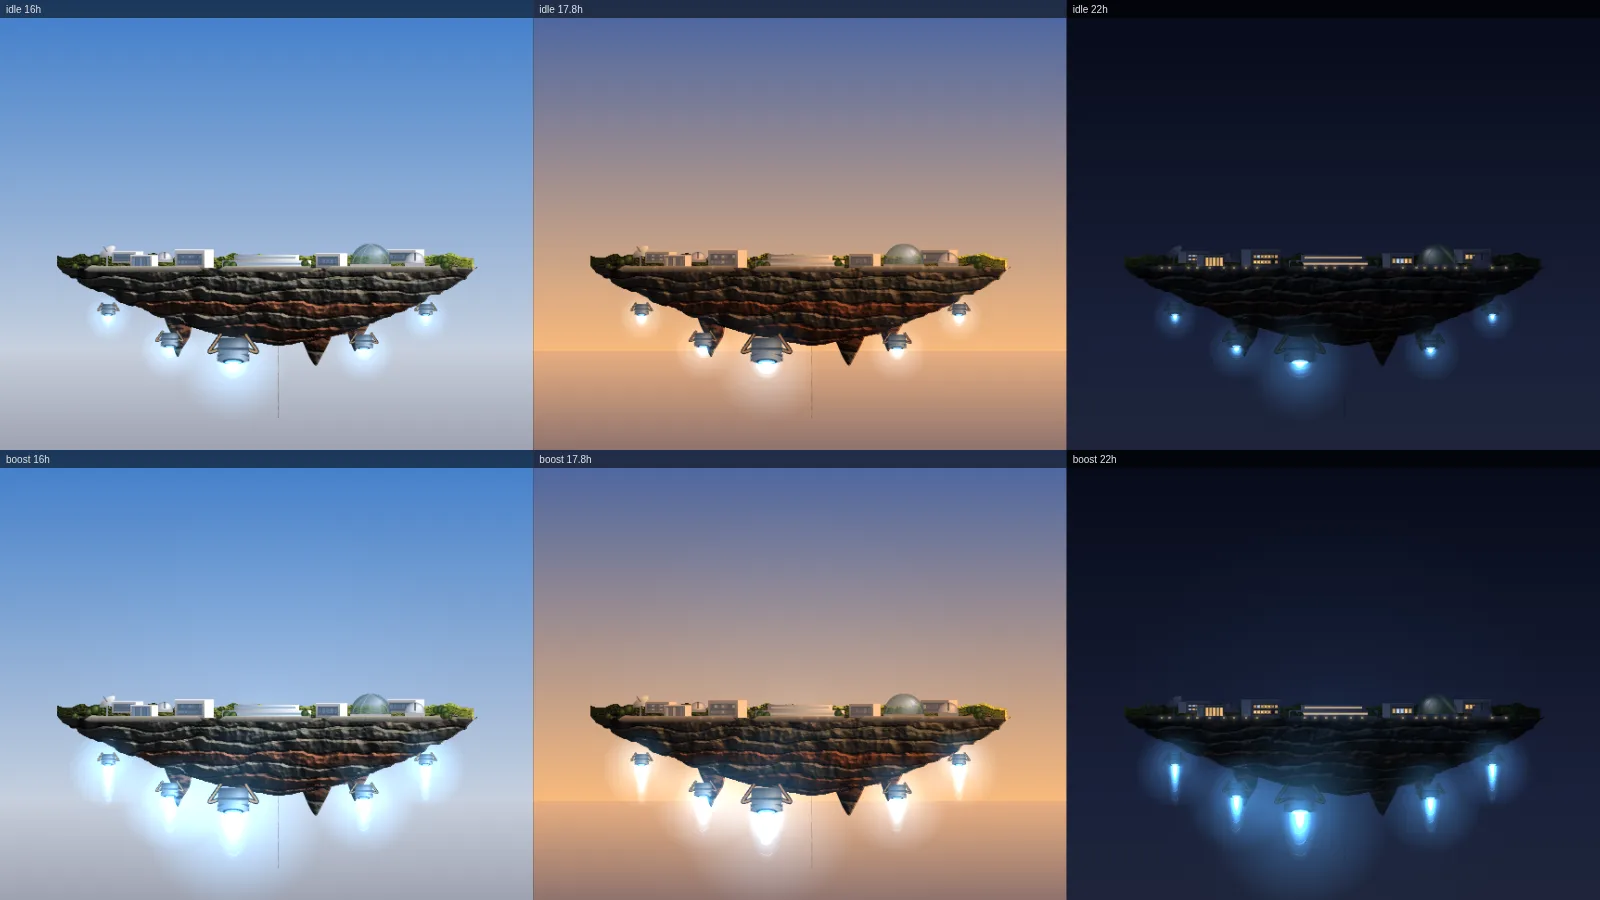 idle 16h
idle 17.8h
idle 22h
boost 16h
boost 17.8h
boost 22h